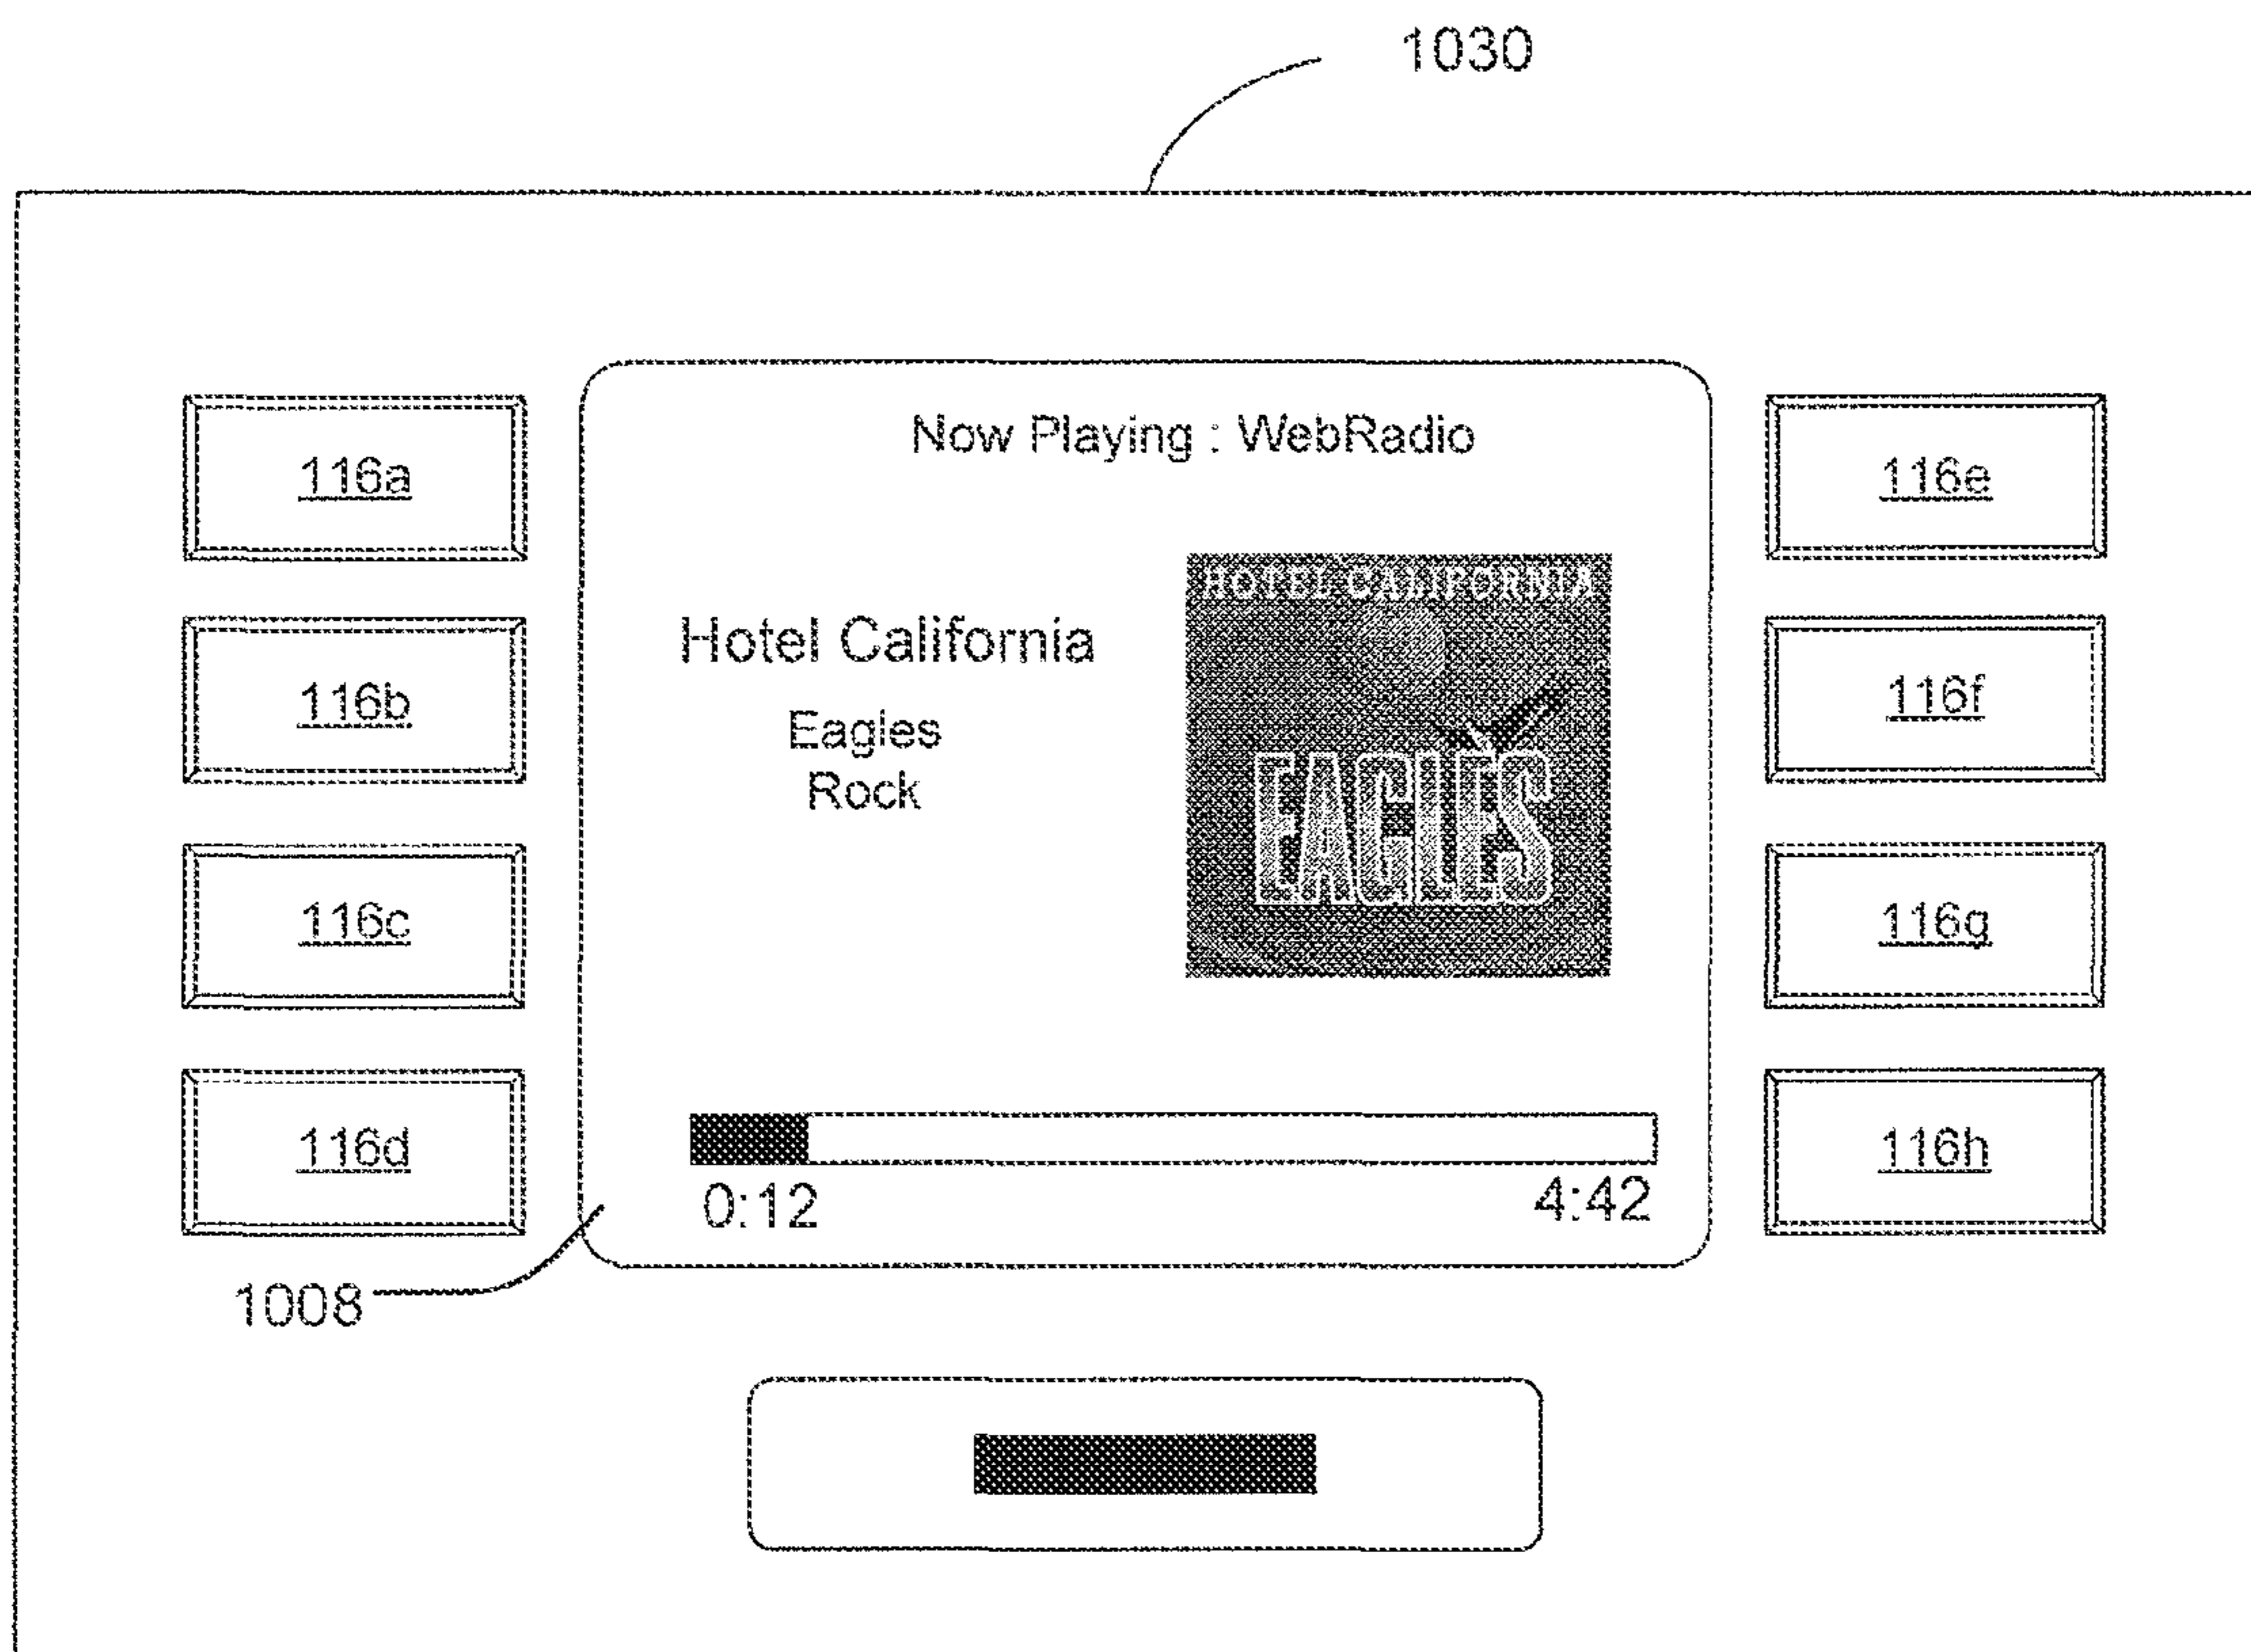 1030
Now Playing : WebRadio
116a
116e
HOTEL CALIFORNIA
Hotel California
116b
116f
Eagles
Rock
EAGLES
116c
116g
116d
116h
0:12
4:42
1008